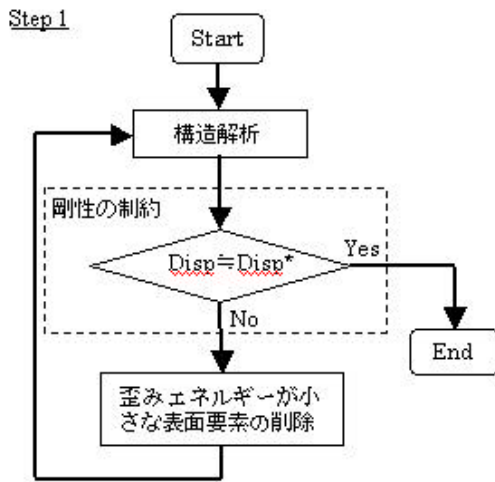 Step 1
Start
構造解析
剛性の制約
Disp≒Disp*
Yes
No
End
歪みエネルギーが小
さな表面要素の削除